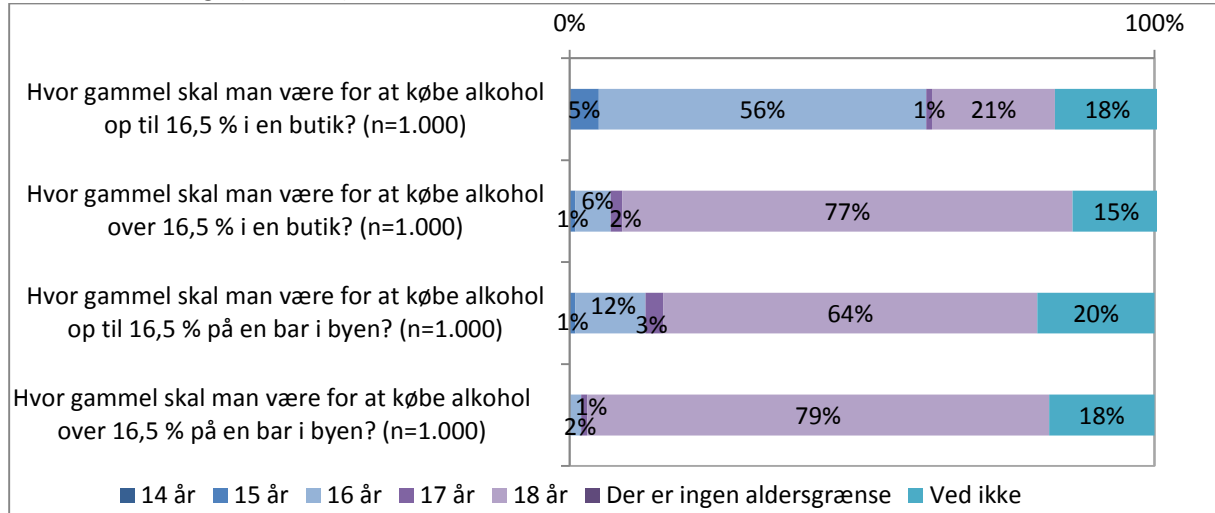 0% 100%
Hvor gammel skal man være for at købe alkohol
op til 16,5 % i en butik? (n=1.000)
5% 56% 1% 21% 18%
Hvor gammel skal man være for at købe alkohol
over 16,5 % i en butik? (n=1.000)
1% 6% 2% 77% 15%
Hvor gammel skal man være for at købe alkohol
op til 16,5 % på en bar i byen? (n=1.000)
1% 12% 3% 64% 20%
Hvor gammel skal man være for at købe alkohol
over 16,5 % på en bar i byen? (n=1.000)
2% 1% 79% 18%
14 år 15 år 16 år 17 år 18 år Der er ingen aldersgrænse Ved ikke